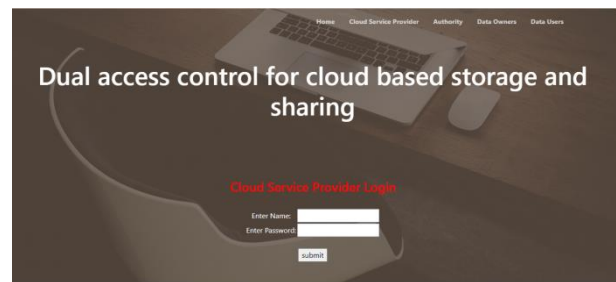 Home Cloud Service Provider Authority Data Owners Data Users
Dual access control for cloud based storage and
sharing
Cloud Service Provider Login
Enter Name:
Enter Password:
submit